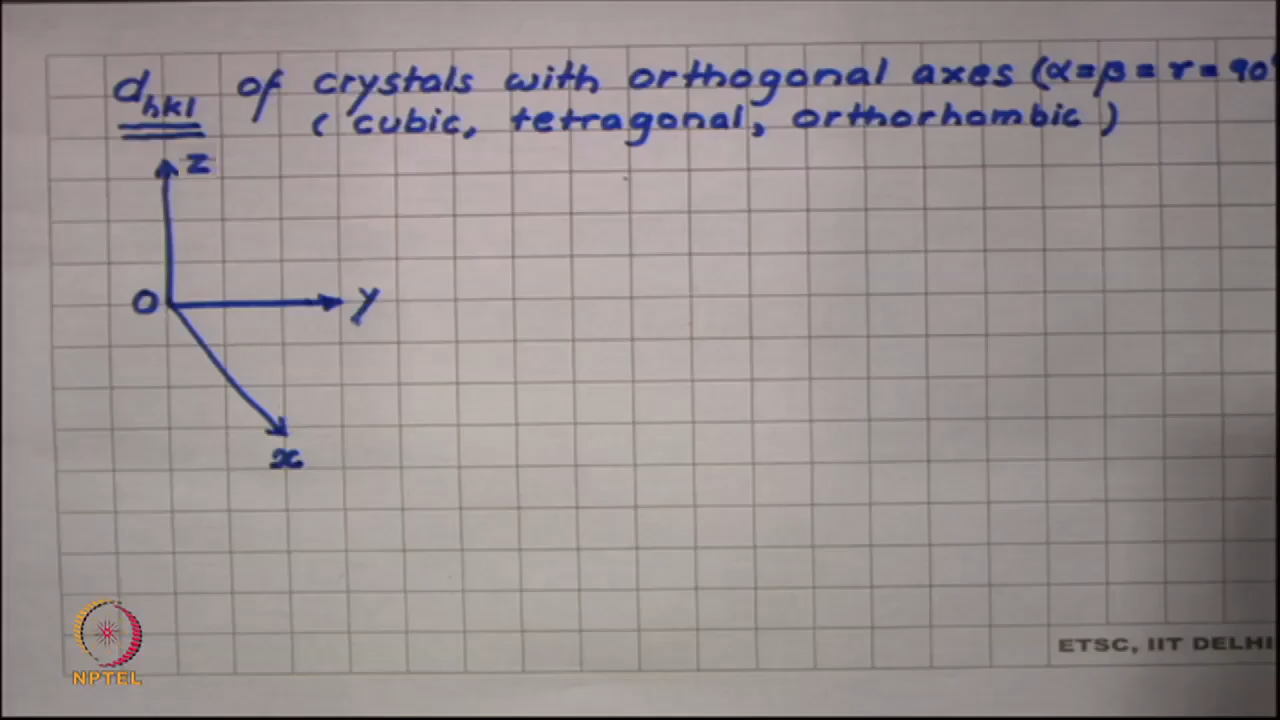 dhkl of crystals with orthogonal axes (α=β=γ=90°
(cubic, tetragonal, orthorhombic)
z
O
y
x
NPTEL
ETSC, IIT DELHI